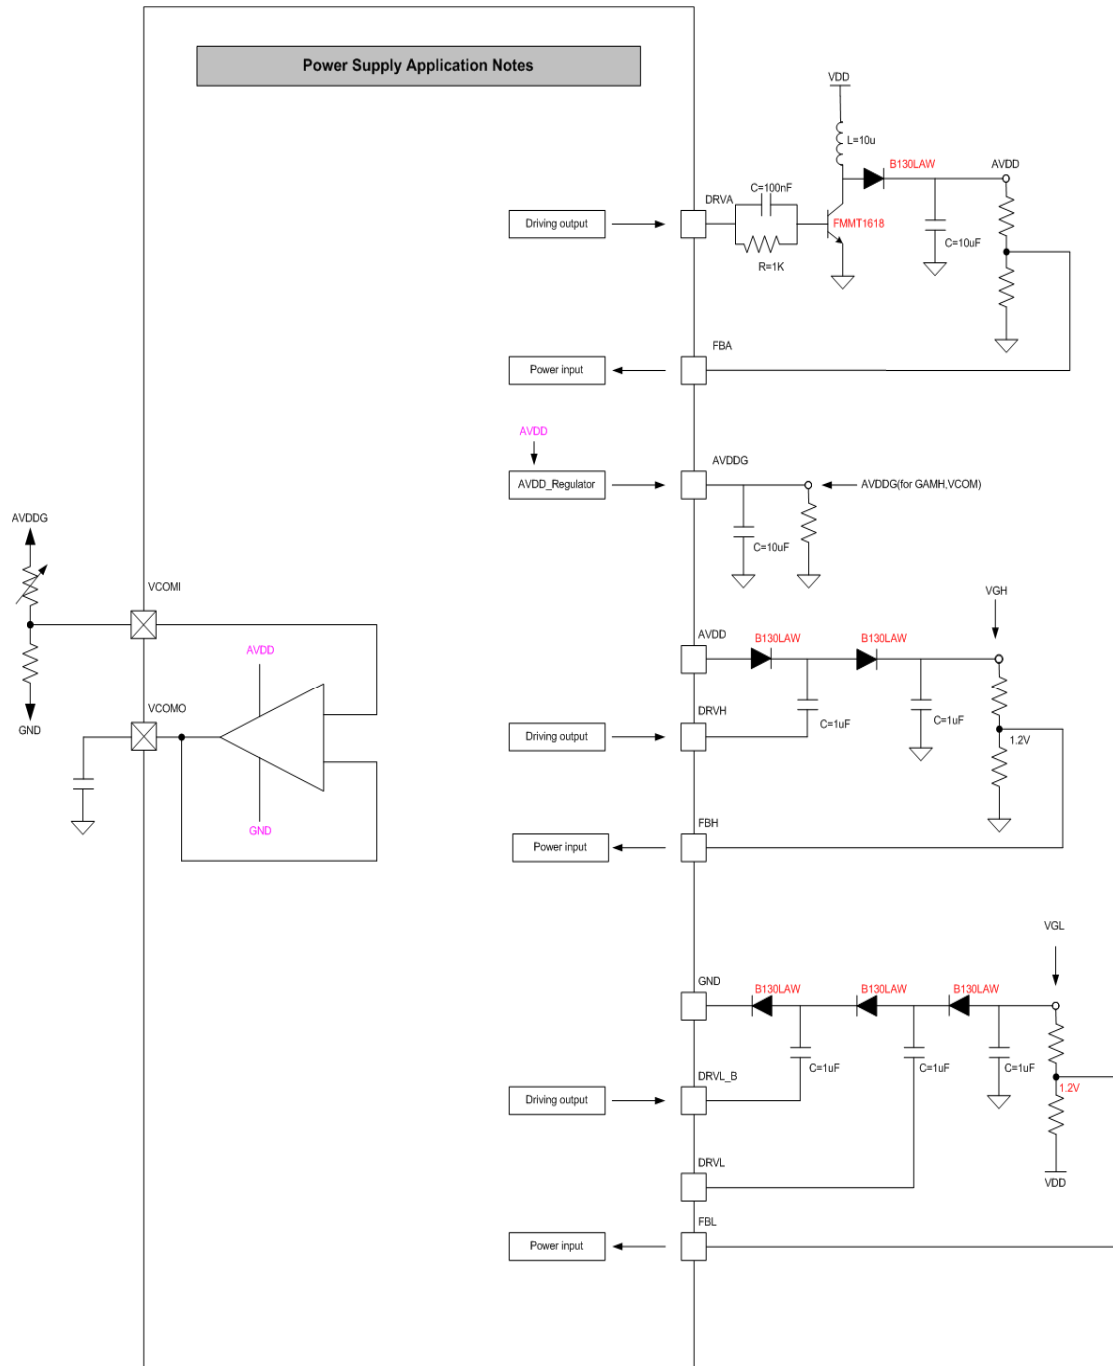 Power Supply Application Notes
VDD
L=10u
B130LAW
AVDD
C=100nF
DRVA
Driving output
FMMT1618
C=10uF
R=1K
FBA
Power input
AVDD
AVDDG
AVDD_Regulator
AVDDG(for GAMH,VCOM)
C=10uF
AVDDG
VCOMI
GND
VCOMO
AVDD
GND
VGH
AVDD
B130LAW
B130LAW
DRVH
C=1uF
C=1uF
Driving output
1.2V
FBH
Power input
VGL
GND
B130LAW
B130LAW
B130LAW
C=1uF
C=1uF
C=1uF
DRVL_B
1.2V
Driving output
DRVL
VDD
FBL
Power input